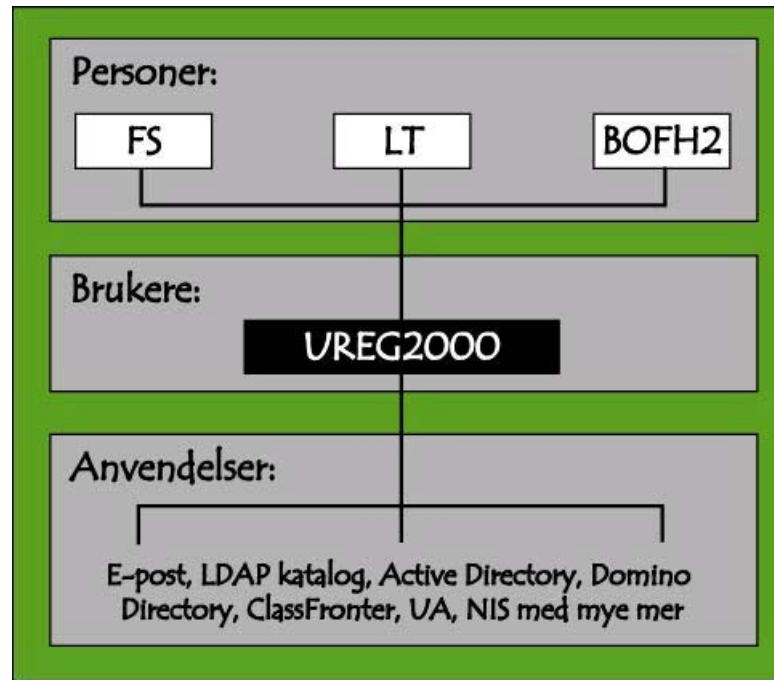 Personer:
FS LT BOFH2
Brukere:
UREG2000
Anvendelser:
E-post, LDAP katalog, Active Directory, Domino
Directory, ClassFronter, UA, NIS med mye mer